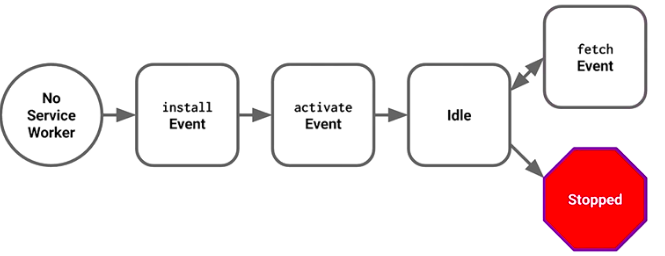 No
Service
Worker
install
Event
activate
Event
Idle
fetch
Event
Stopped